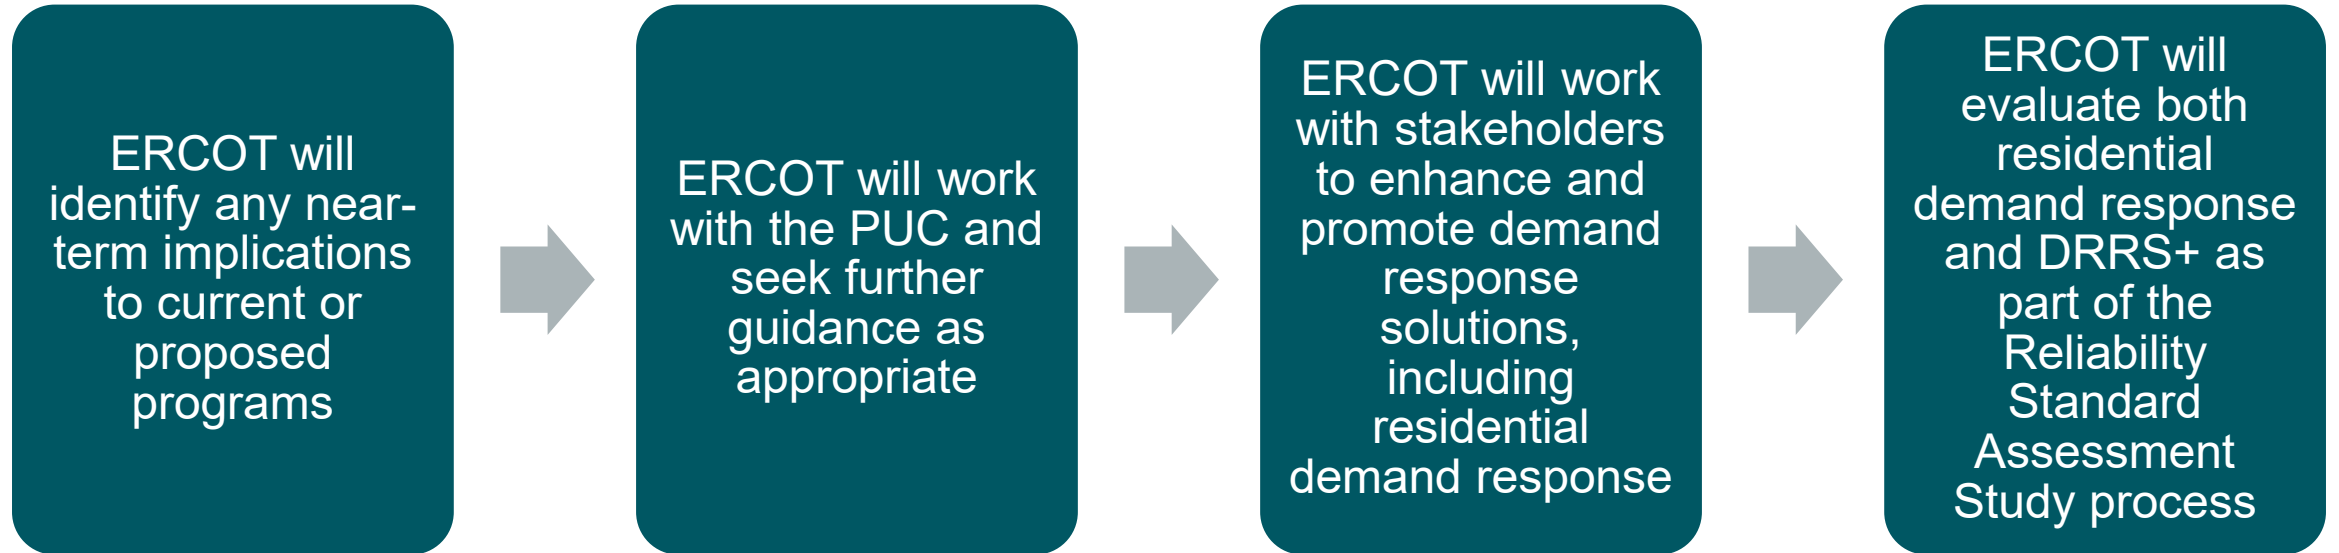 ERCOT will
identify any near-
term implications
to current or
proposed
programs
ERCOT will work
with the PUC and
seek further
guidance as
appropriate
ERCOT will work
with stakeholders
to enhance and
promote demand
response
solutions,
including
residential
demand response
ERCOT will
evaluate both
residential
demand response
and DRRS+ as
part of the
Reliability
Standard
Assessment
Study process